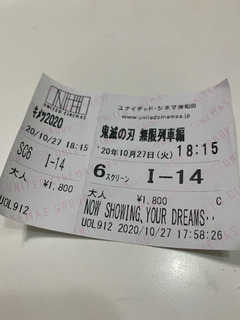 UNITED CINEMAS
キメツ2020
20/10/27 18:15
SC6 I-14
大人
¥1,800
UOL912
ユナイテッド・シネマ岸和田
www.unitedcinemas.jp
鬼滅の刃 無限列車編
'20年10月27日(火) 18:15
6 スクリーン I-14
大人
¥1,800 C
NOW SHOWING,YOUR DREAMS・・
UOL912 2020/10/27 17:58:26